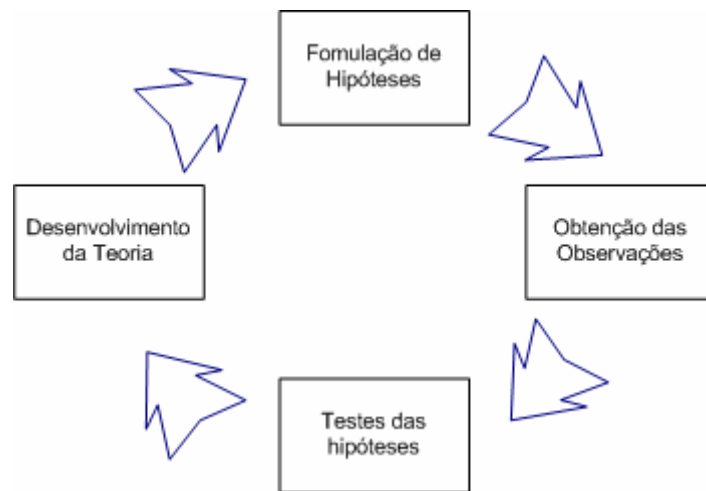 Fomulação de
Hipóteses
Desenvolvimento
da Teoria
Obtenção das
Observações
Testes das
hipóteses